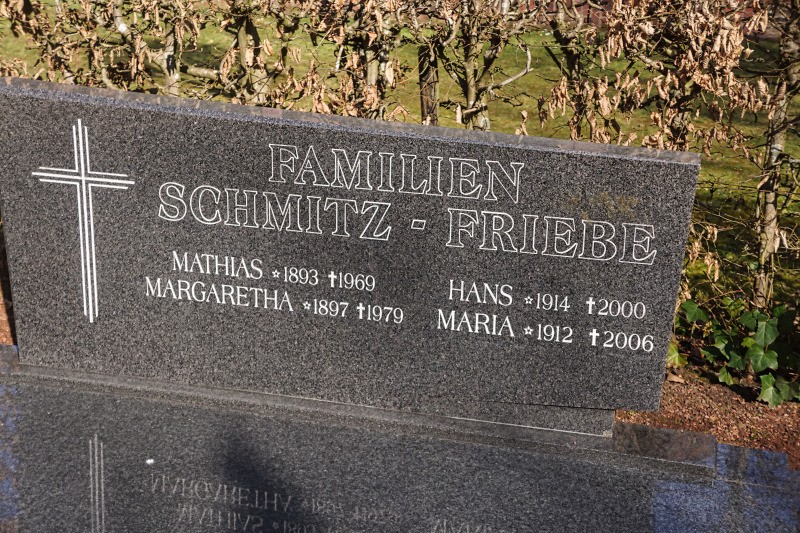 FAMILIEN
SCHMITZ - FRIEBE
MATHIAS ☆1893 ✝1969
MARGARETHA ☆1897 ✝1979
HANS ☆1914 ✝2000
MARIA ☆1912 ✝2006